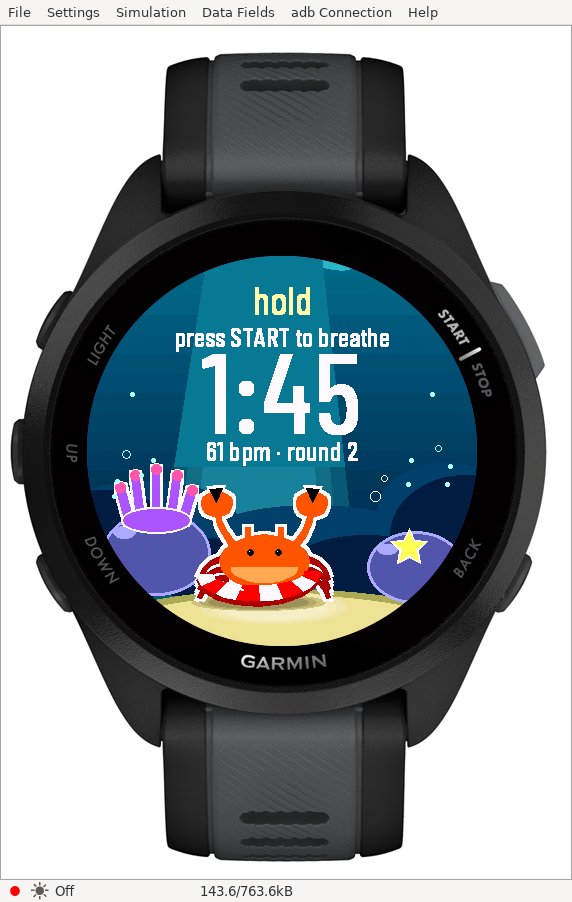 File Settings Simulation Data Fields adb Connection Help
hold
press START to breathe
1:45
61 bpm · round 2
LIGHT
UP
DOWN
START
STOP
BACK
GARMIN
Off 143.6/763.6kB